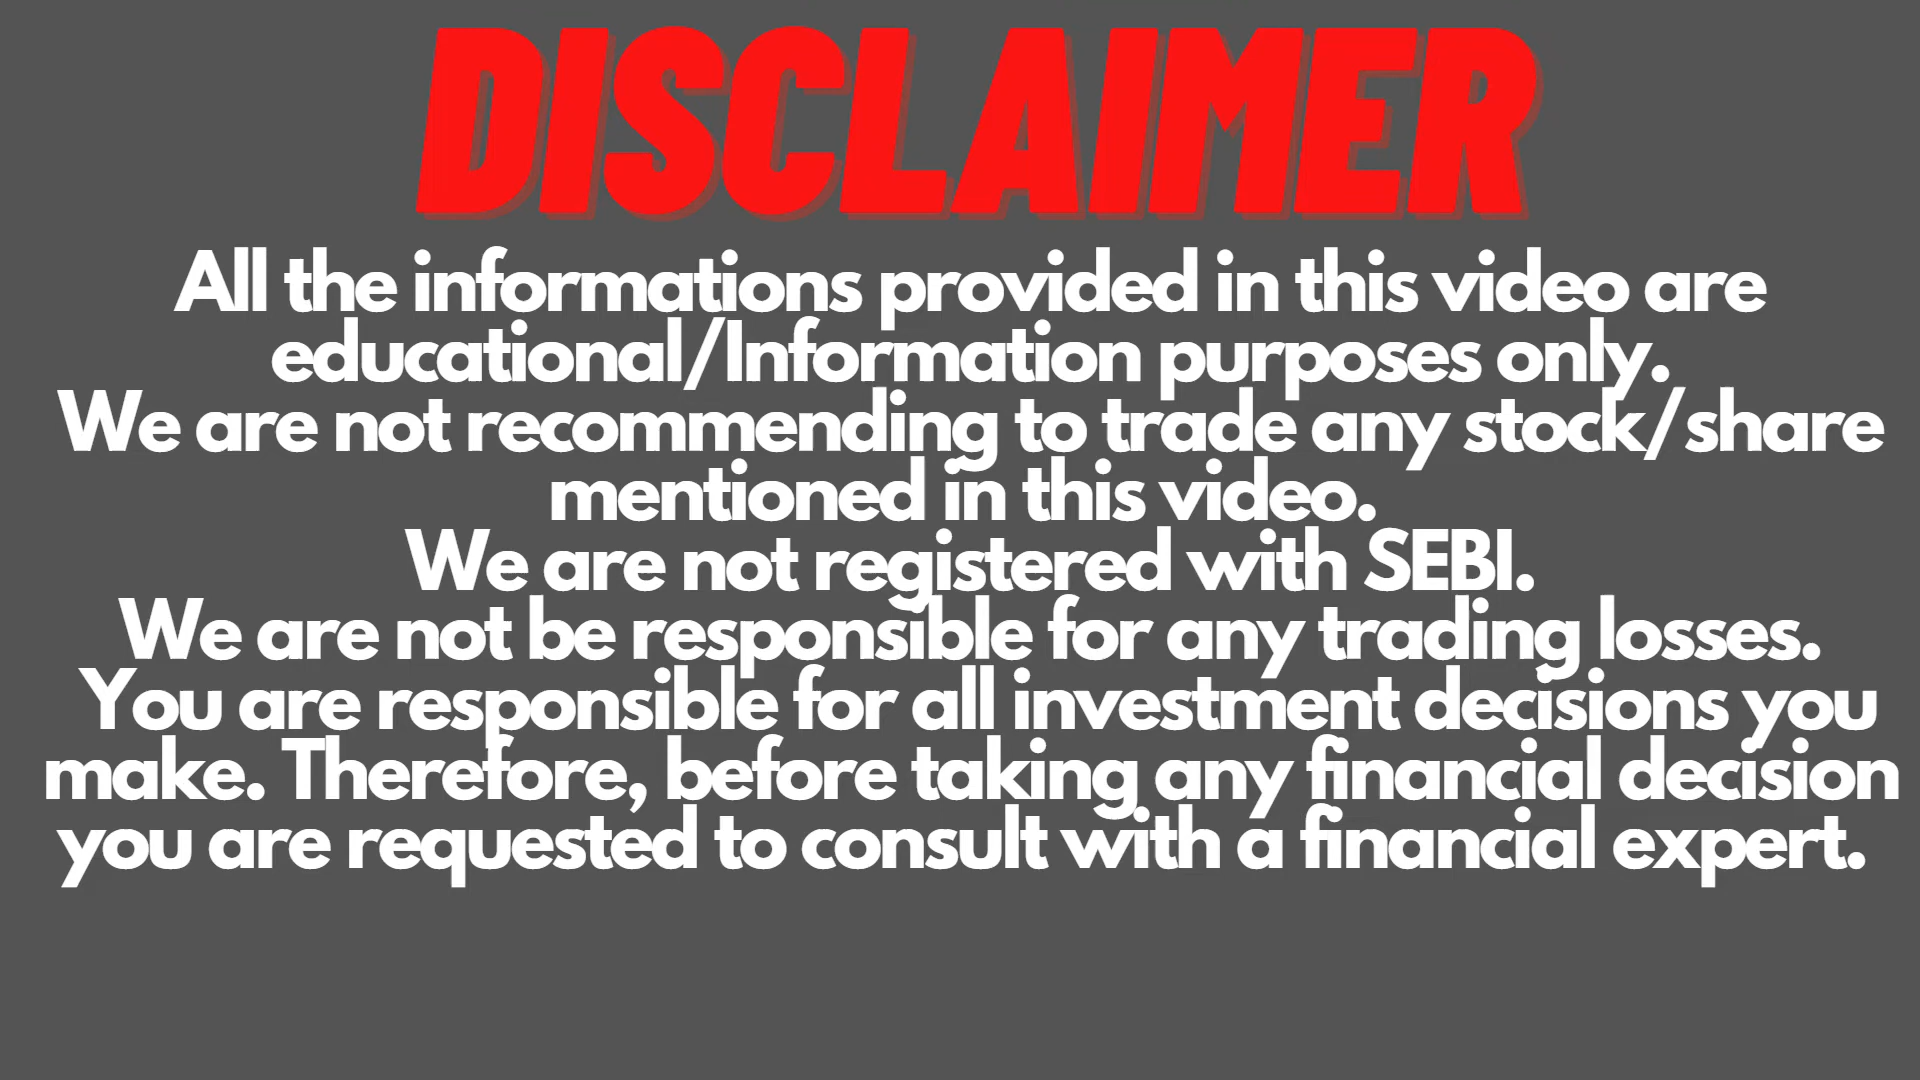 DISCLAIMER
All the informations provided in this video are
educational/Information purposes only.
We are not recommending to trade any stock/share
mentioned in this video.
We are not registered with SEBI.
We are not be responsible for any trading losses.
You are responsible for all investment decisions you
make. Therefore, before taking any financial decision
you are requested to consult with a financial expert.